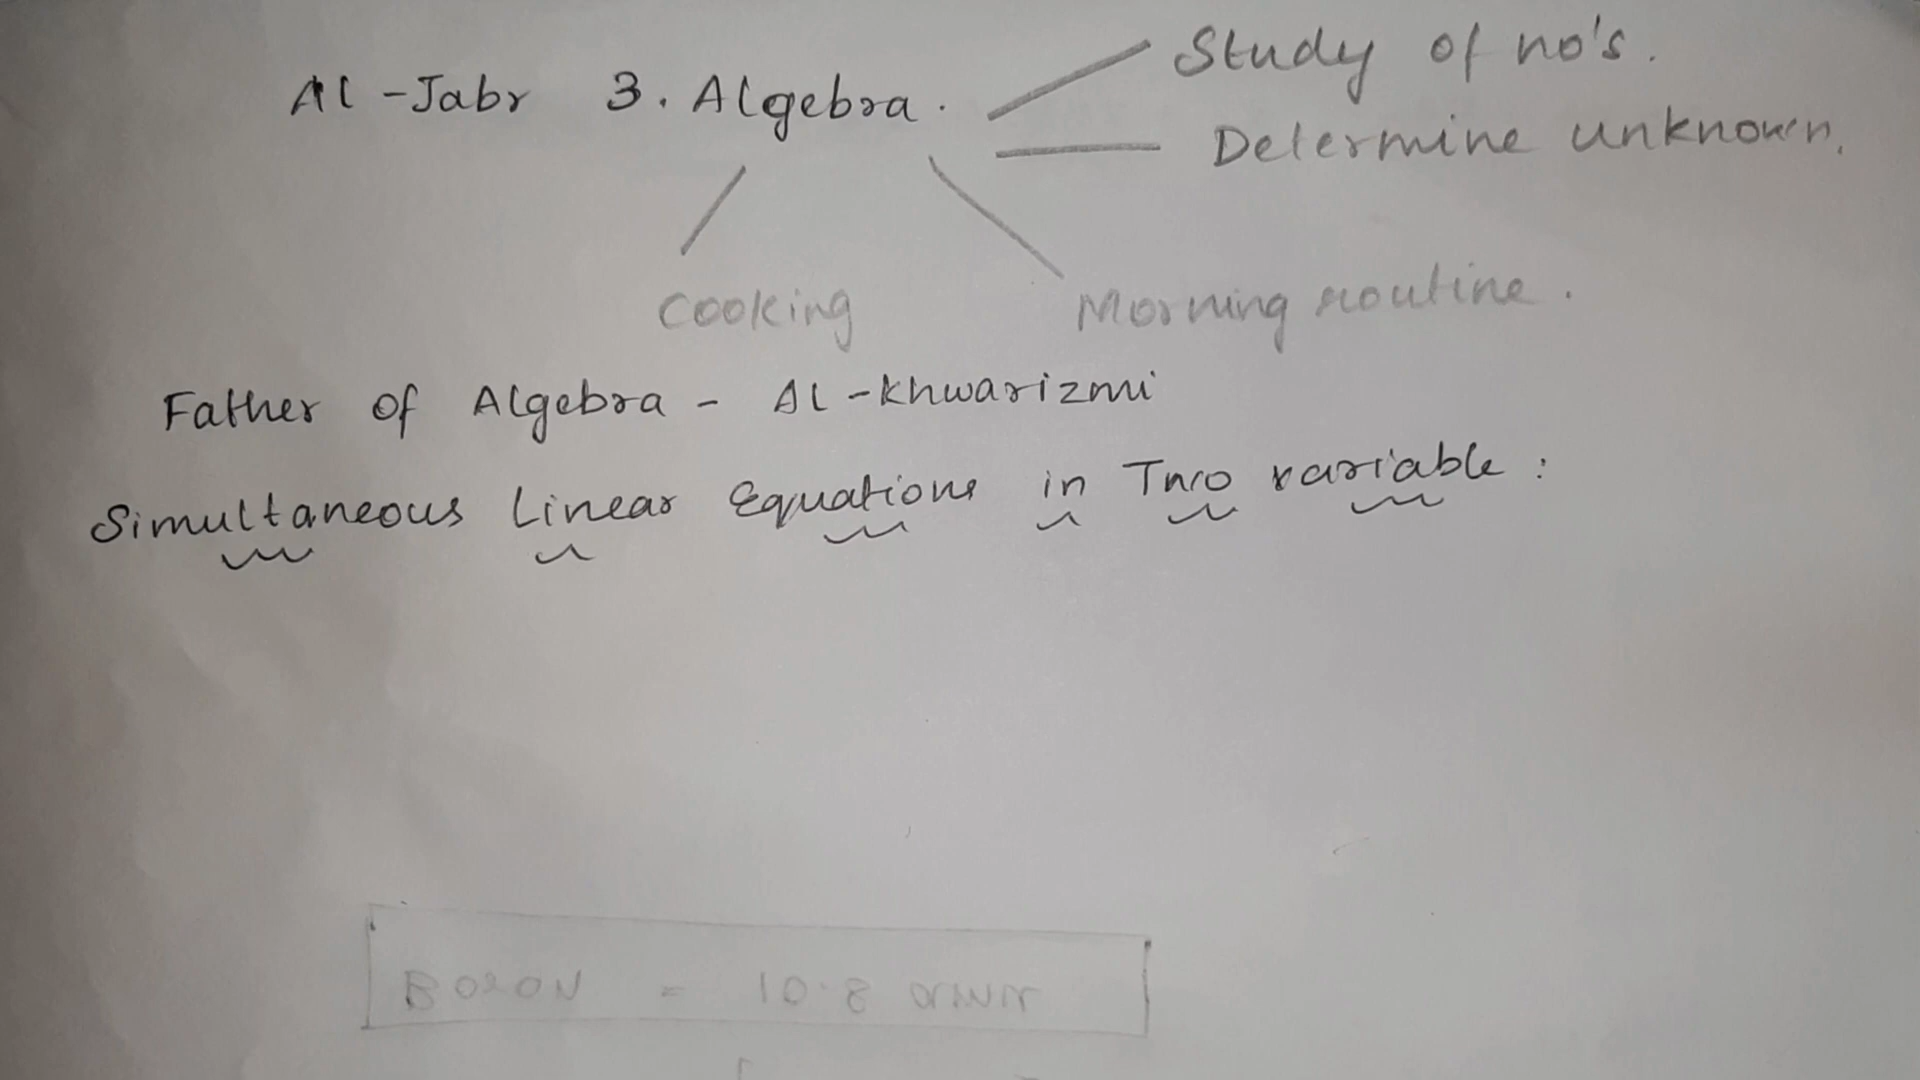 Al-Jabr 3. Algebra.
Study of no's.
Determine unknown.
Cooking
Morning routine.
Father of Algebra - Al-khwarizmi
Simultaneous Linear Equations in Two variable :
Boron = 10.8 amu